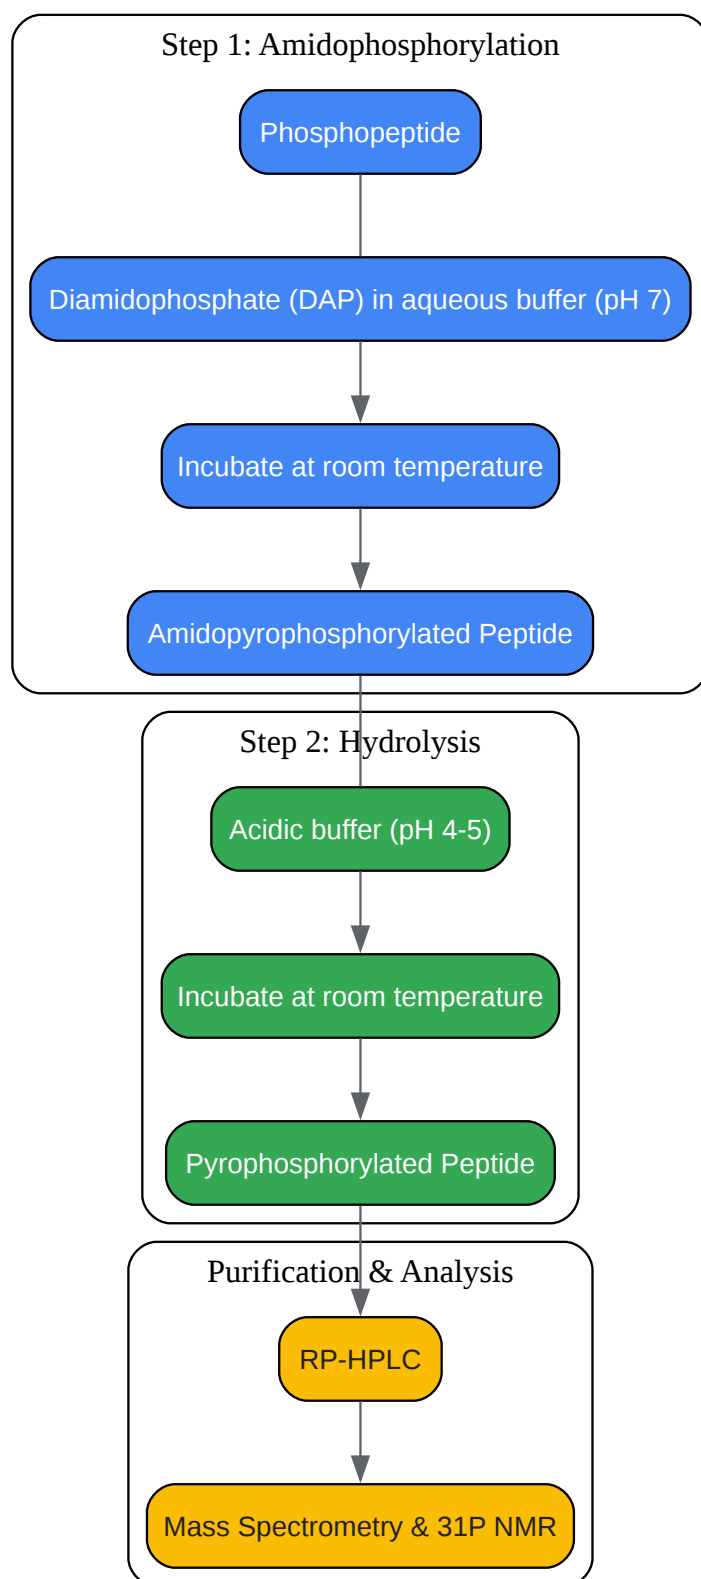 Step 1: Amidophosphorylation
Phosphopeptide
Diamidophosphate (DAP) in aqueous buffer (pH 7)
Incubate at room temperature
Amidopyrophosphorylated Peptide
Step 2: Hydrolysis
Acidic buffer (pH 4-5)
Incubate at room temperature
Pyrophosphorylated Peptide
Purification & Analysis
RP-HPLC
Mass Spectrometry & 31P NMR